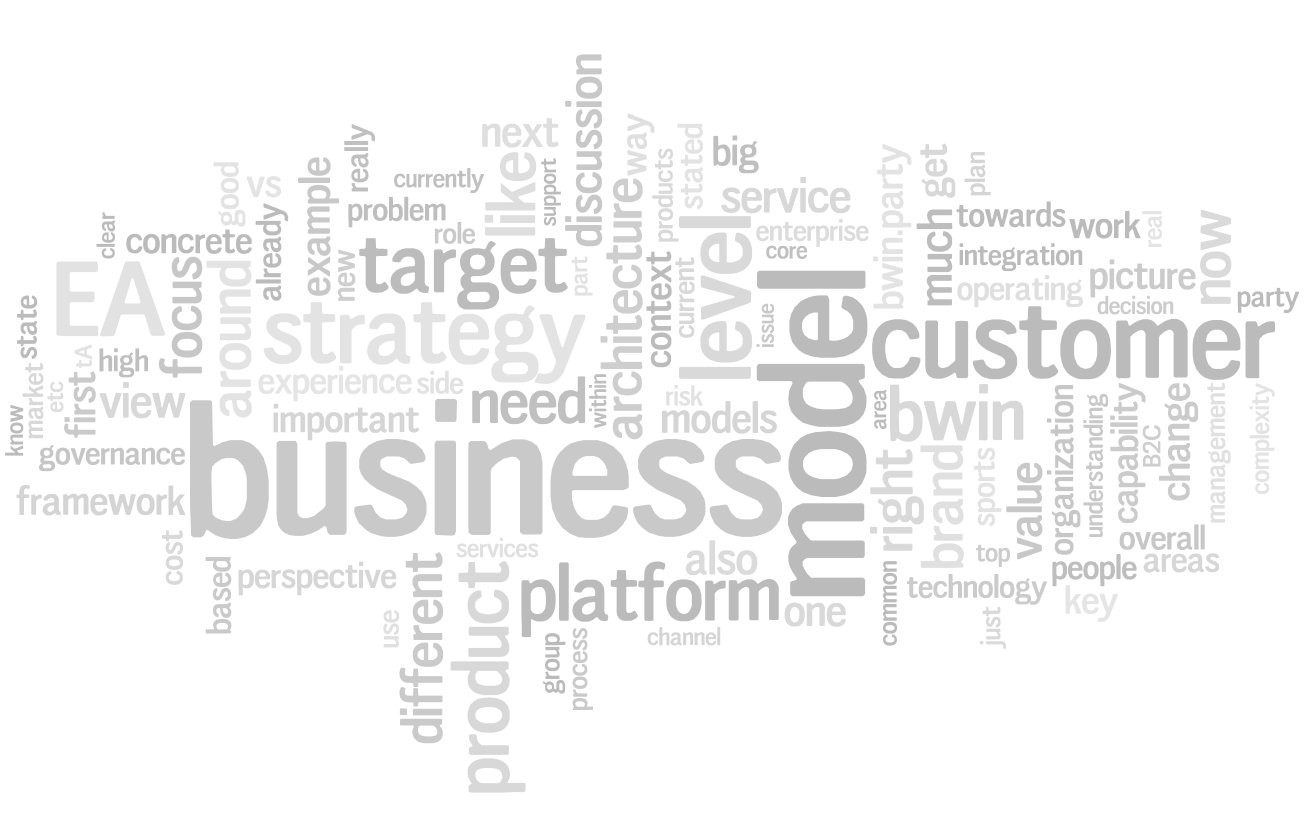 discussion
next
like
support
way
products
stated
big
really
example
currently
problem
role
good
vs
already
clear
concrete
focus
around
new
target
part
architecture
context
current
level
service
enterprise
core
issue
bwin.party
get
plan
much
towards
work
real
integration
operating
picture
decision
now
party
EA
state
know
market
etc
tA
high
first
view
governance
framework
strategy
experience
side
important
need
within
risk
models
model
customer
area
bwin
business
right
brand
sports
value
organization
understanding
capability
B2C
change
management
complexity
top
overall
people
areas
technology
key
common
just
cost
based
perspective
use
different
services
product
platform
also
one
channel
group
process